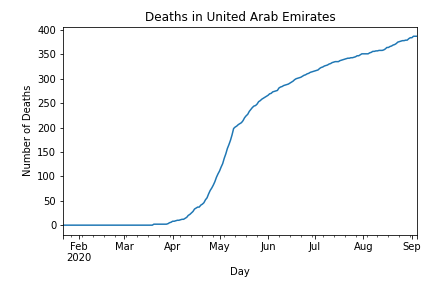 Deaths in United Arab Emirates
400
350
300
250
200
150
100
50
0
Number of Deaths
Feb
2020
Mar
Apr
May
Jun
Jul
Aug
Sep
Day